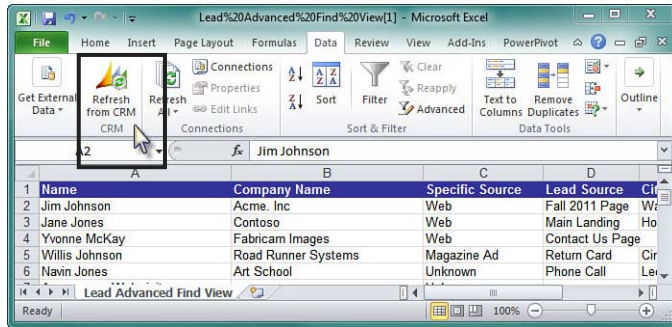 Lead%20Advanced%20Find%20View[1] - Microsoft Excel
File Home Insert Page Layout Formulas Data Review View Add-Ins PowerPivot
Get External Data
Refresh from CRM
CRM
Refresh All
Connections
Properties
Edit Links
Connections
Sort
Filter
Clear
Reapply
Advanced
Sort & Filter
Text to Columns
Remove Duplicates
Data Tools
Outline
A2 fx Jim Johnson
A B C D
1 Name Company Name Specific Source Lead Source
2 Jim Johnson Acme. Inc Web Fall 2011 Page
3 Jane Jones Contoso Web Main Landing
4 Yvonne McKay Fabricam Images Web Contact Us Page
5 Willis Johnson Road Runner Systems Magazine Ad Return Card
6 Navin Jones Art School Unknown Phone Call
Lead Advanced Find View
Ready 100%